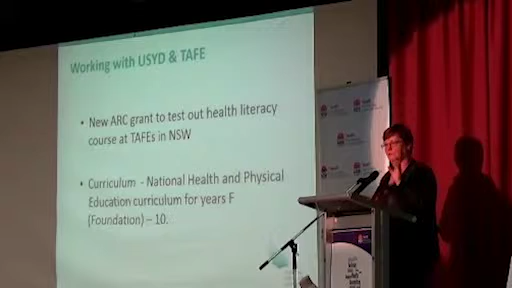 Working with USYD & TAFE
• New ARC grant to test out health literacy
course at TAFEs in NSW
• Curriculum - National Health and Physical
Education curriculum for years F
(Foundation) – 10.